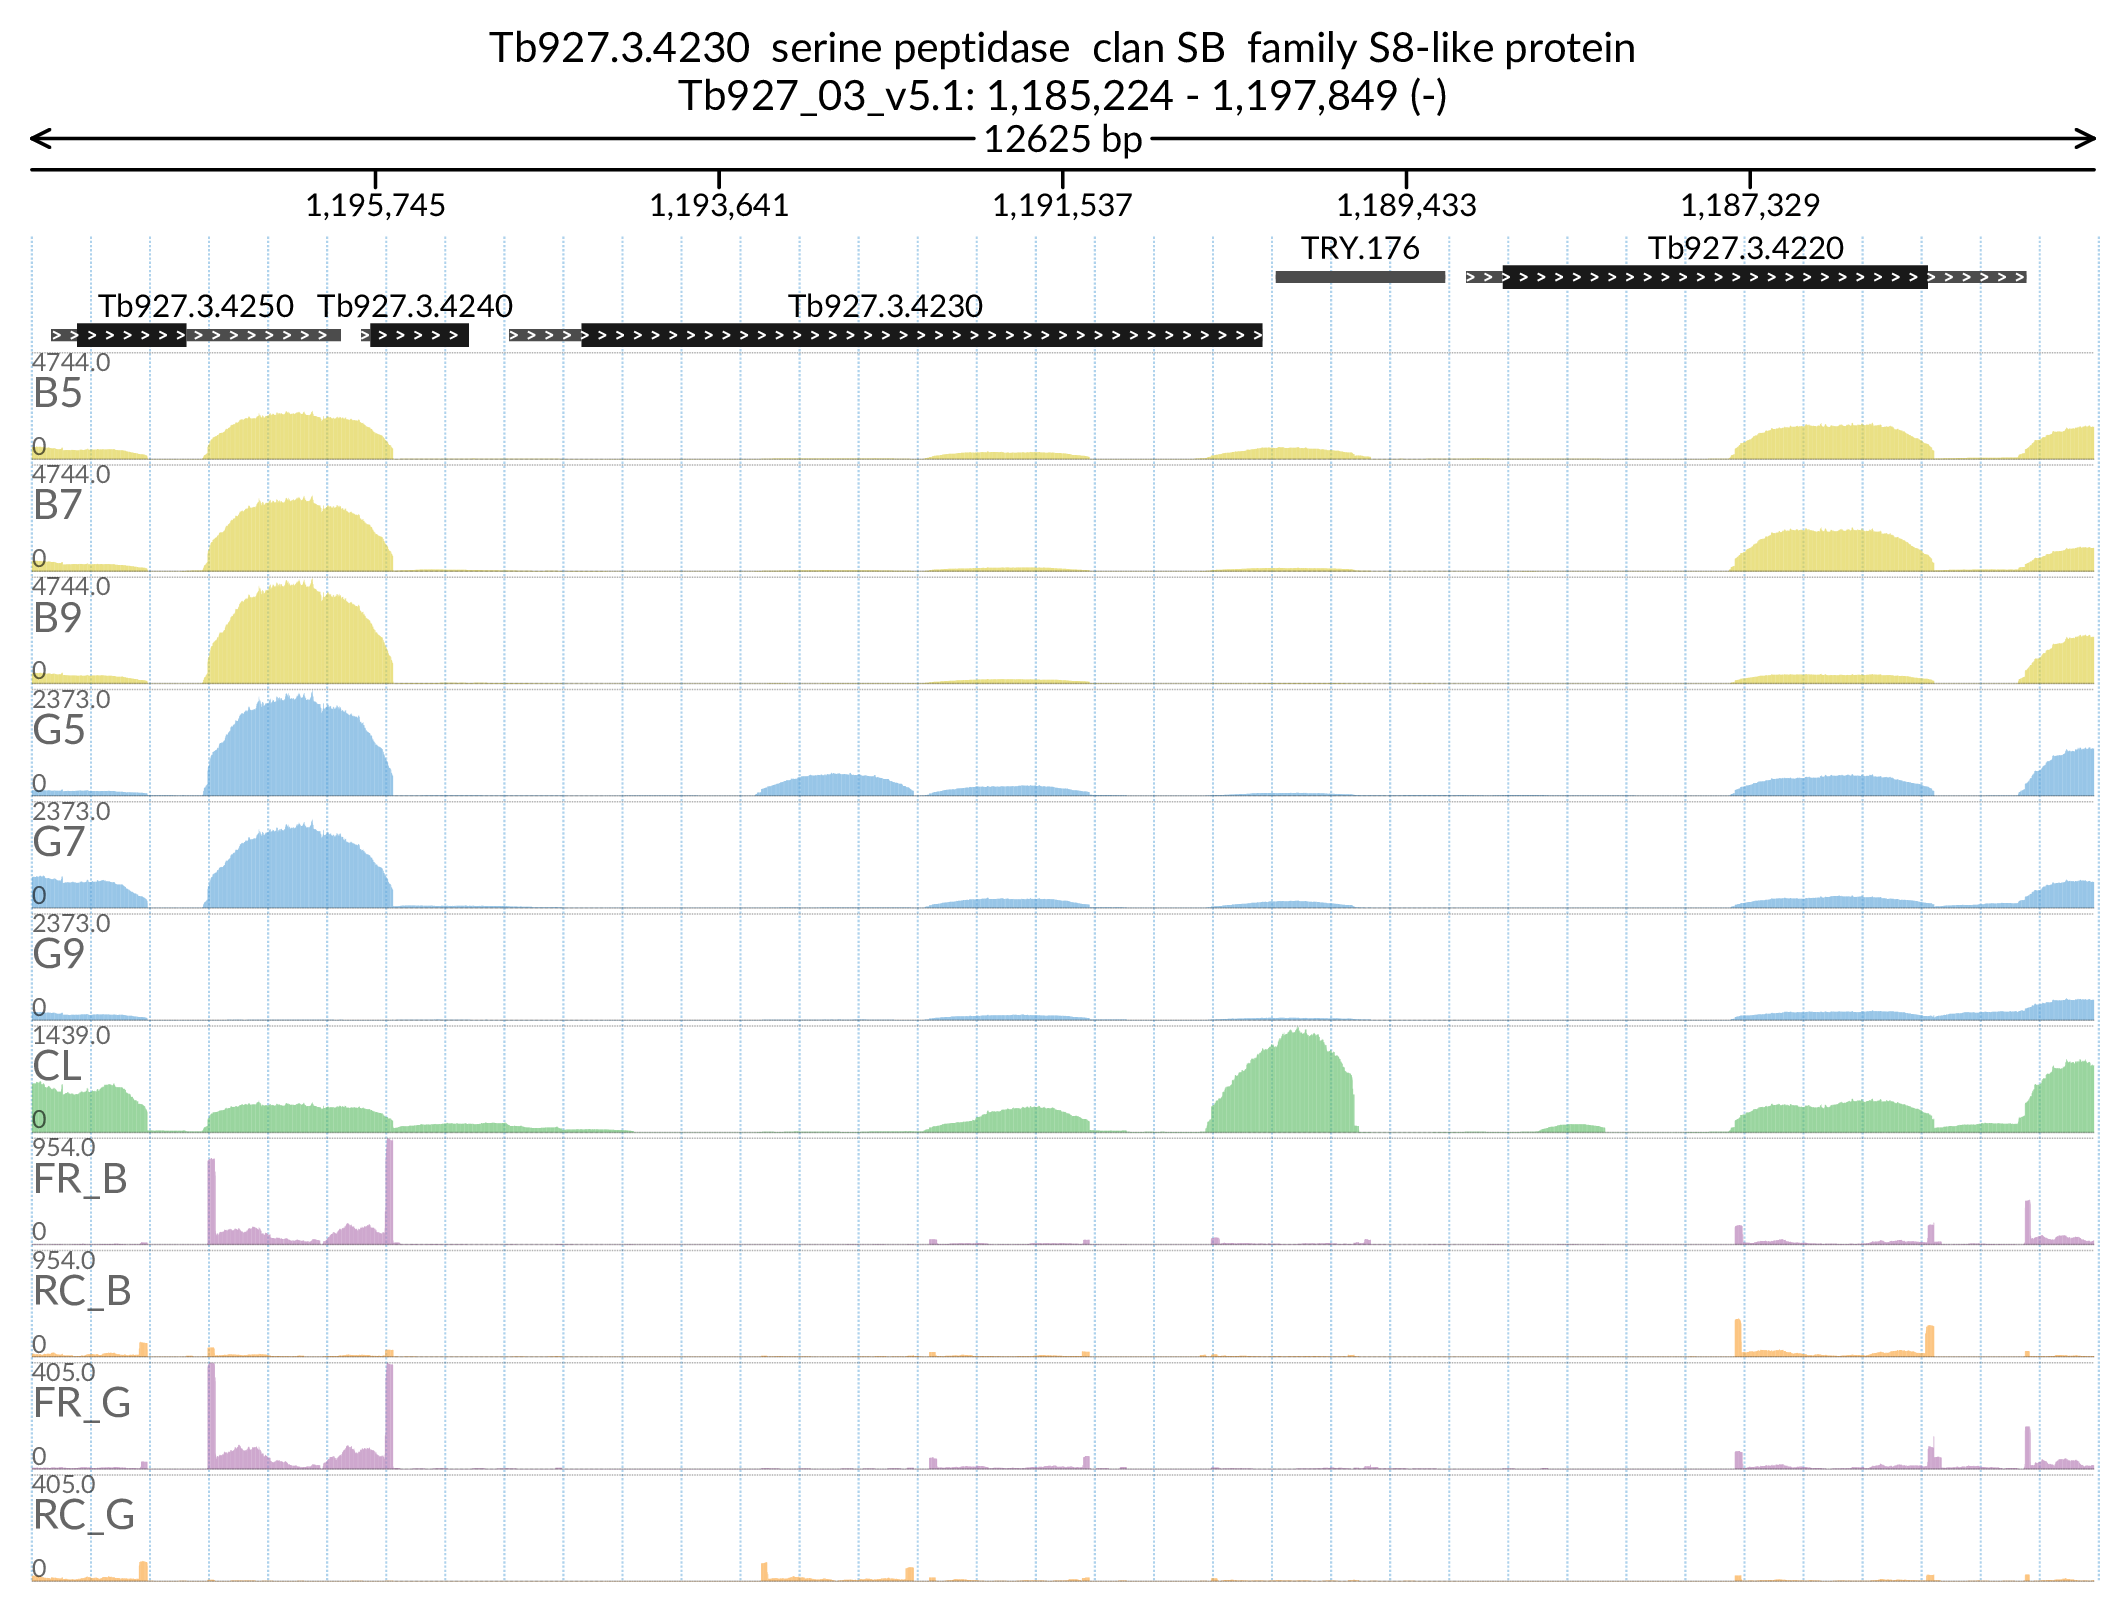 Tb927.3.4230  serine peptidase  clan SB  family S8-like protein
Tb927_03_v5.1: 1,185,224 - 1,197,849 (-)
12625 bp
1,195,745 1,193,641 1,191,537 1,189,433 1,187,329
TRY.176 Tb927.3.4220
Tb927.3.4250 Tb927.3.4240 Tb927.3.4230
4744.0
B5
0
4744.0
B7
0
4744.0
B9
0
2373.0
G5
0
2373.0
G7
0
2373.0
G9
0
1439.0
CL
0
954.0
FR_B
0
954.0
RC_B
0
405.0
FR_G
0
405.0
RC_G
0